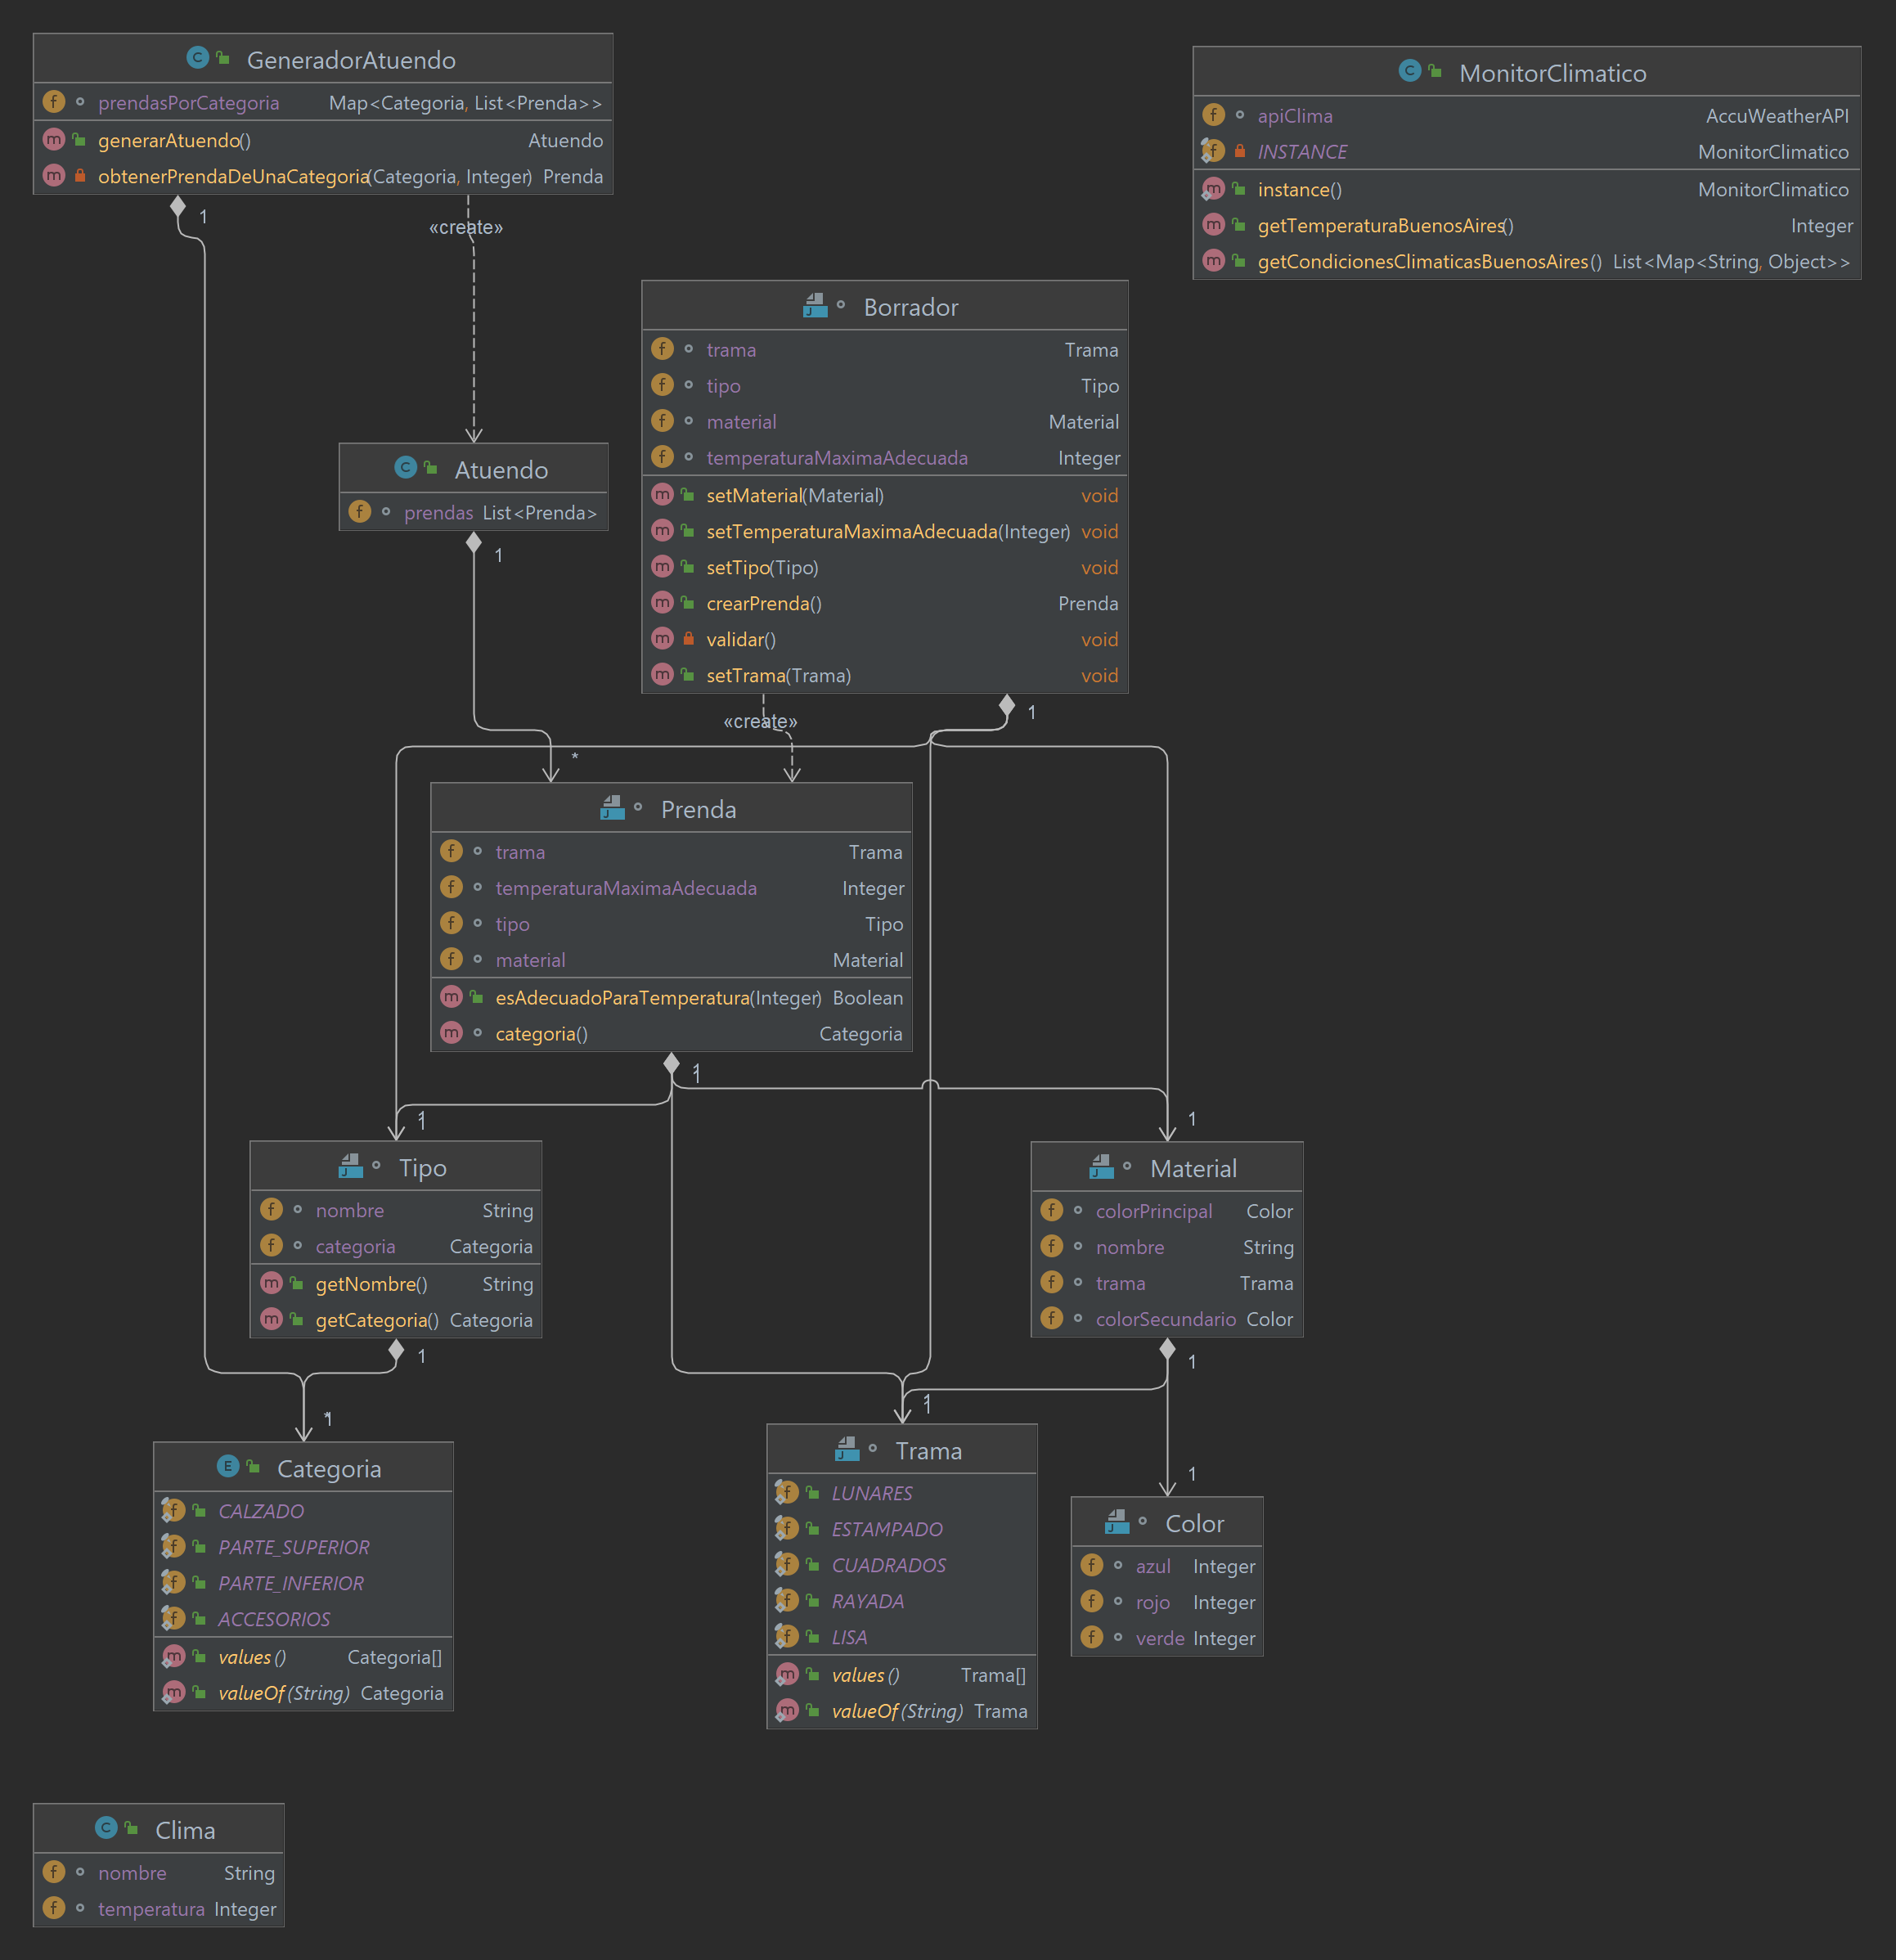 GeneradorAtuendo
prendasPorCategoria Map<Categoria, List<Prenda>>
generarAtuendo() Atuendo
obtenerPrendaDeUnaCategoria(Categoria, Integer) Prenda
1
«create»
MonitorClimatico
apiClima AccuWeatherAPI
INSTANCE MonitorClimatico
instance() MonitorClimatico
getTemperaturaBuenosAires() Integer
getCondicionesClimaticasBuenosAires() List<Map<String, Object>>
Borrador
trama Trama
tipo Tipo
material Material
temperaturaMaximaAdecuada Integer
setMaterial(Material) void
setTemperaturaMaximaAdecuada(Integer) void
setTipo(Tipo) void
crearPrenda() Prenda
validar() void
setTrama(Trama) void
Atuendo
prendas List<Prenda>
1
1
«create»
*
Prenda
trama Trama
temperaturaMaximaAdecuada Integer
tipo Tipo
material Material
esAdecuadoParaTemperatura(Integer) Boolean
categoria() Categoria
1
1
1
Tipo
nombre String
categoria Categoria
getNombre() String
getCategoria() Categoria
1
Material
colorPrincipal Color
nombre String
trama Trama
colorSecundario Color
1
*1
1
1
Categoria
CALZADO
PARTE_SUPERIOR
PARTE_INFERIOR
ACCESORIOS
values() Categoria[]
valueOf(String) Categoria
Trama
LUNARES
ESTAMPADO
CUADRADOS
RAYADA
LISA
values() Trama[]
valueOf(String) Trama
Color
azul Integer
rojo Integer
verde Integer
Clima
nombre String
temperatura Integer